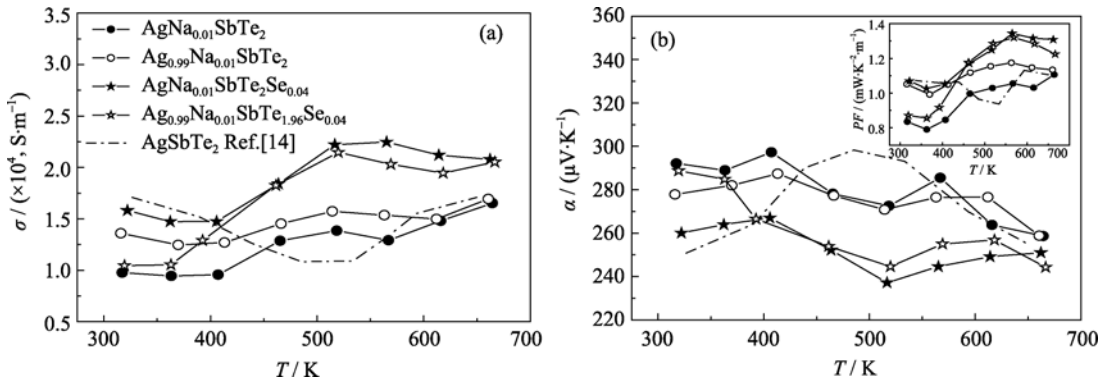 3.5
3.0
2.5
2.0
1.5
1.0
0.5
σ / (×10⁴, S·m⁻¹)
(a)
AgNa₀.₀₁SbTe₂
Ag₀.₉₉Na₀.₀₁SbTe₂
AgNa₀.₀₁SbTe₂Se₀.₀₄
Ag₀.₉₉Na₀.₀₁SbTe₁.₉₆Se₀.₀₄
AgSbTe₂ Ref.[14]
300 400 500 600 700
T / K
360
340
320
300
280
260
240
220
α / (μV·K⁻¹)
(b)
1.4
1.2
1.0
0.8
PF / (mW·K⁻²·m⁻¹)
300 400 500 600 700
T / K
300 400 500 600 700
T / K